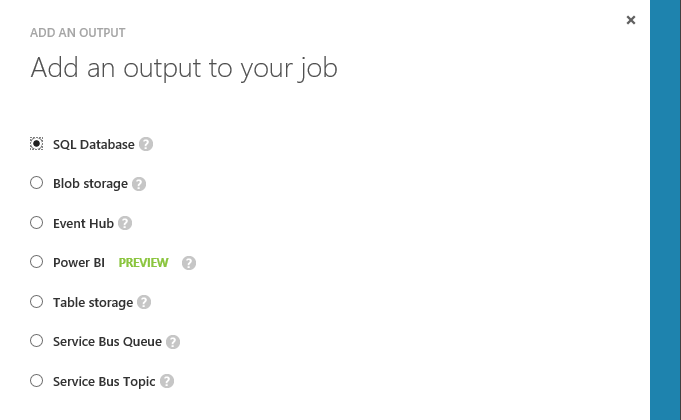 ADD AN OUTPUT
Add an output to your job
SQL Database ?
Blob storage ?
Event Hub ?
Power BI PREVIEW ?
Table storage ?
Service Bus Queue ?
Service Bus Topic ?